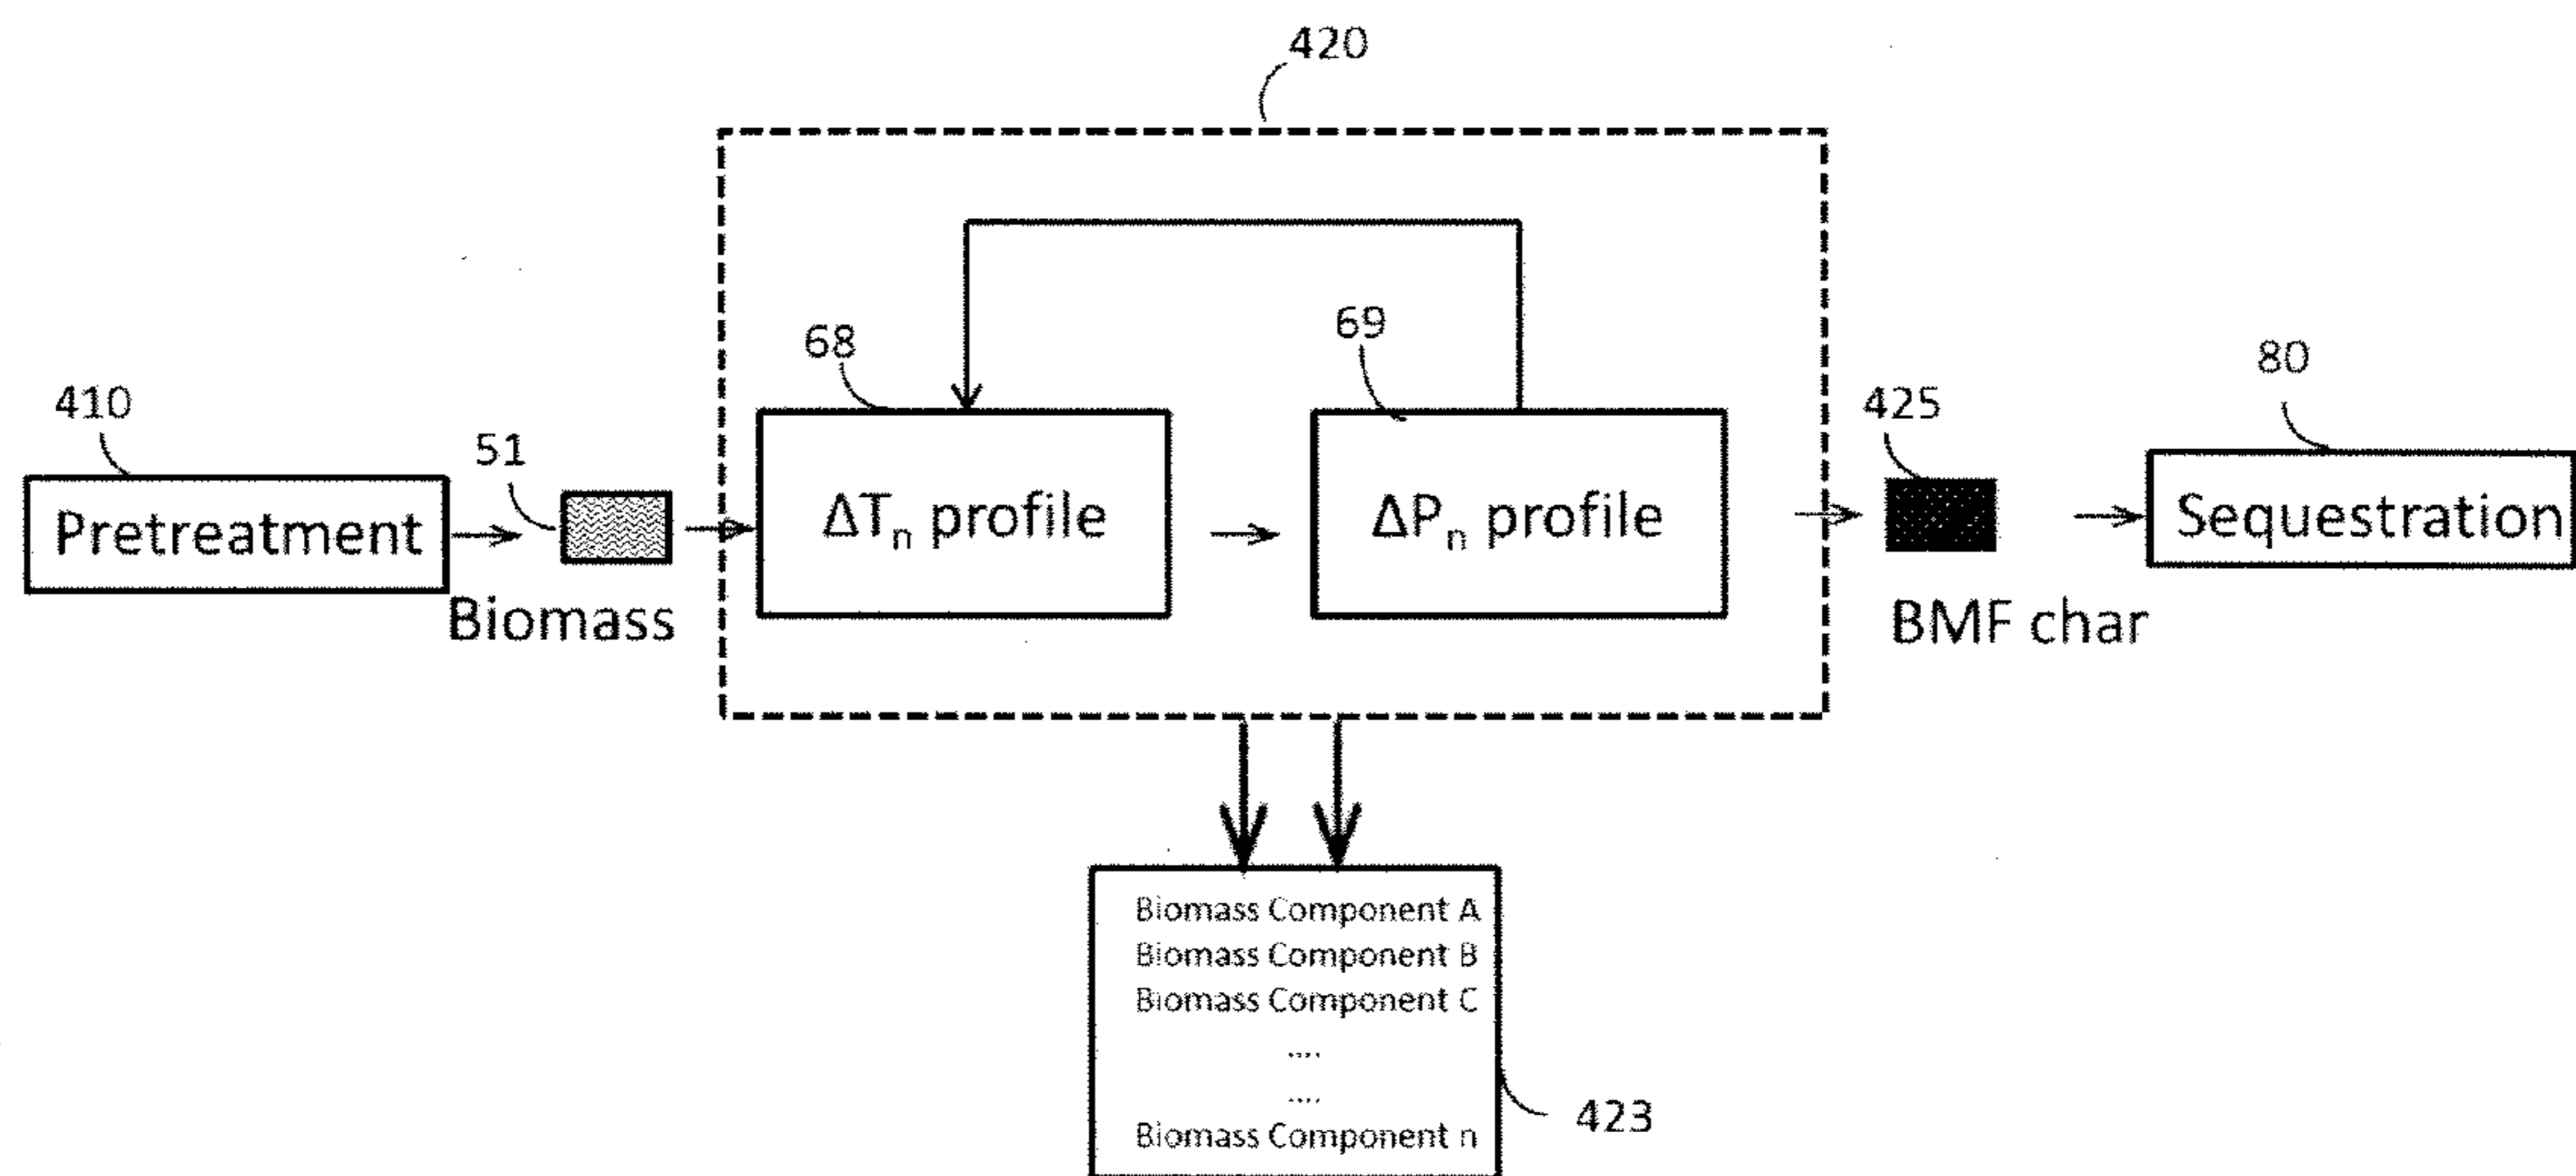 420
68
69
80
410
425
51
Pretreatment
ΔTₙ profile
ΔPₙ profile
Sequestration
Biomass
BMF char
Biomass Component A
Biomass Component B
Biomass Component C
....
....
423
Biomass Component n